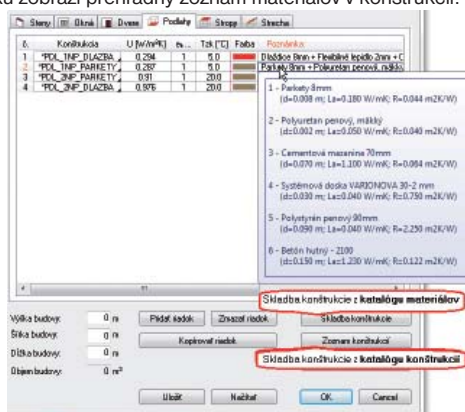 ku zobrazí prehľadný zoznam materiálov v konštrukcii.
Steny Okná Dvere Podlahy Stropy Strecha
č. Konštrukcia U [W/m²K] Tzk [°C] Farba Poznámka
1 *PDL_1NP_DLAZBA 0,294 1 5.0 Dlaždice 8mm + Flexibilné lepidlo 2mm + C
2 *PDL_1NP_PARKETY 0,287 1 5.0 Parkety 8mm + Polyuretan penový, mäkký
3 *PDL_2NP_PARKETY 0,91 1 20.0
4 *PDL_2NP_DLAZBA 0,976 1 20.0
1 - Parkety 8mm
(d=0.008 m; La=0.180 W/mK; R=0.044 m2K/W)
2 - Polyuretan penový, mäkký
(d=0.002 m; La=0.050 W/mK; R=0.040 m2K/W)
3 - Cementová mazanina 70mm
(d=0.070 m; La=1.100 W/mK; R=0.064 m2K/W)
4 - Systémová doska VARIONOVA 30-2 mm
(d=0.030 m; La=0.040 W/mK; R=0.750 m2K/W)
5 - Polystyrén penový 90mm
(d=0.090 m; La=0.040 W/mK; R=2.250 m2K/W)
6 - Betón hutný - 2100
(d=0.150 m; La=1.230 W/mK; R=0.122 m2K/W)
Skladba konštrukcie z katalógu materiálov
Výška budovy: 0 m Pridať riadok Zmazať riadok Skladba konštrukcie
Šírka budovy: 0 m Kopírovať riadok Zoznam konštrukcií
Dĺžka budovy: 0 m Skladba konštrukcie z katalógu konštrukcií
Objem budovy: 0 m³
Uložiť Načítať OK Cancel